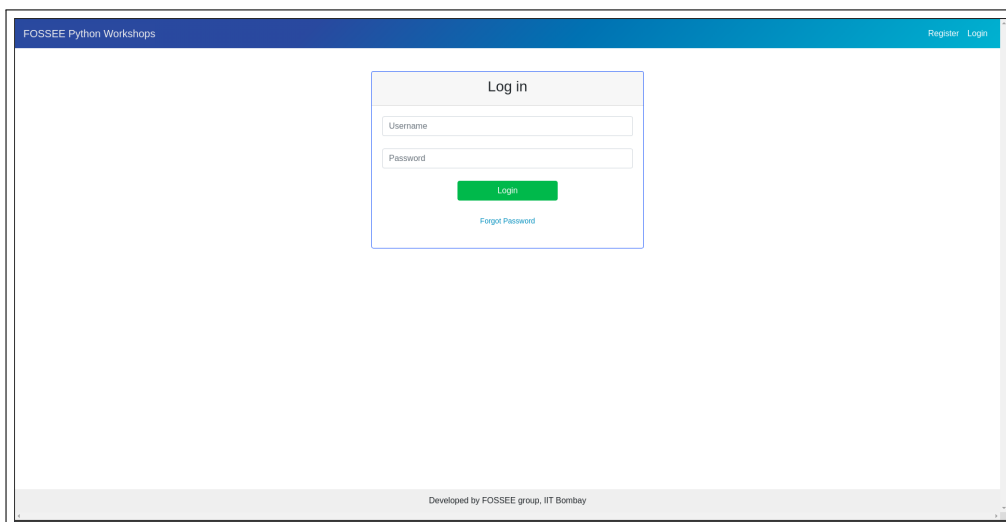 FOSSEE Python Workshops
Register Login
Log in
Username
Password
Login
Forgot Password
Developed by FOSSEE group, IIT Bombay